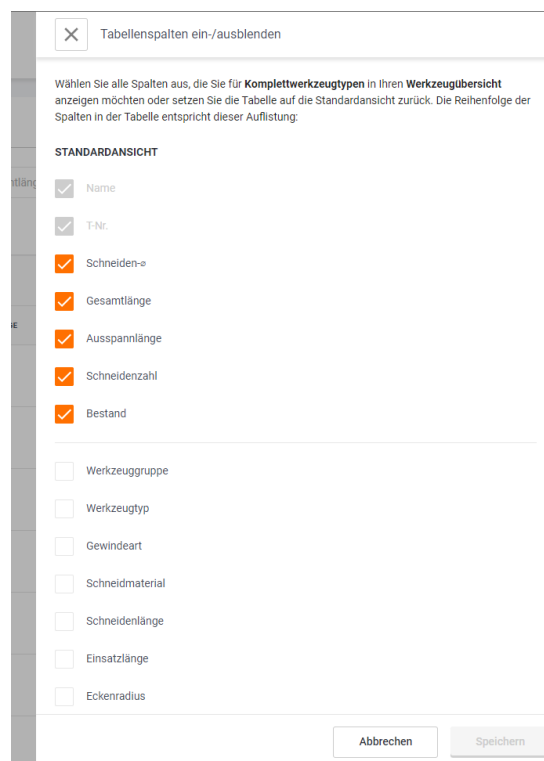 Tabellenspalten ein-/ausblenden
Wählen Sie alle Spalten aus, die Sie für Komplettwerkzeugtypen in Ihren Werkzeugübersicht
anzeigen möchten oder setzen Sie die Tabelle auf die Standardansicht zurück. Die Reihenfolge der
Spalten in der Tabelle entspricht dieser Auflistung:
STANDARDANSICHT
Name
T-Nr.
Schneiden-⌀
Gesamtlänge
Ausspannlänge
Schneidenzahl
Bestand
Werkzeuggruppe
Werkzeugtyp
Gewindeart
Schneidmaterial
Schneidenlänge
Einsatzlänge
Eckenradius
Abbrechen
Speichern